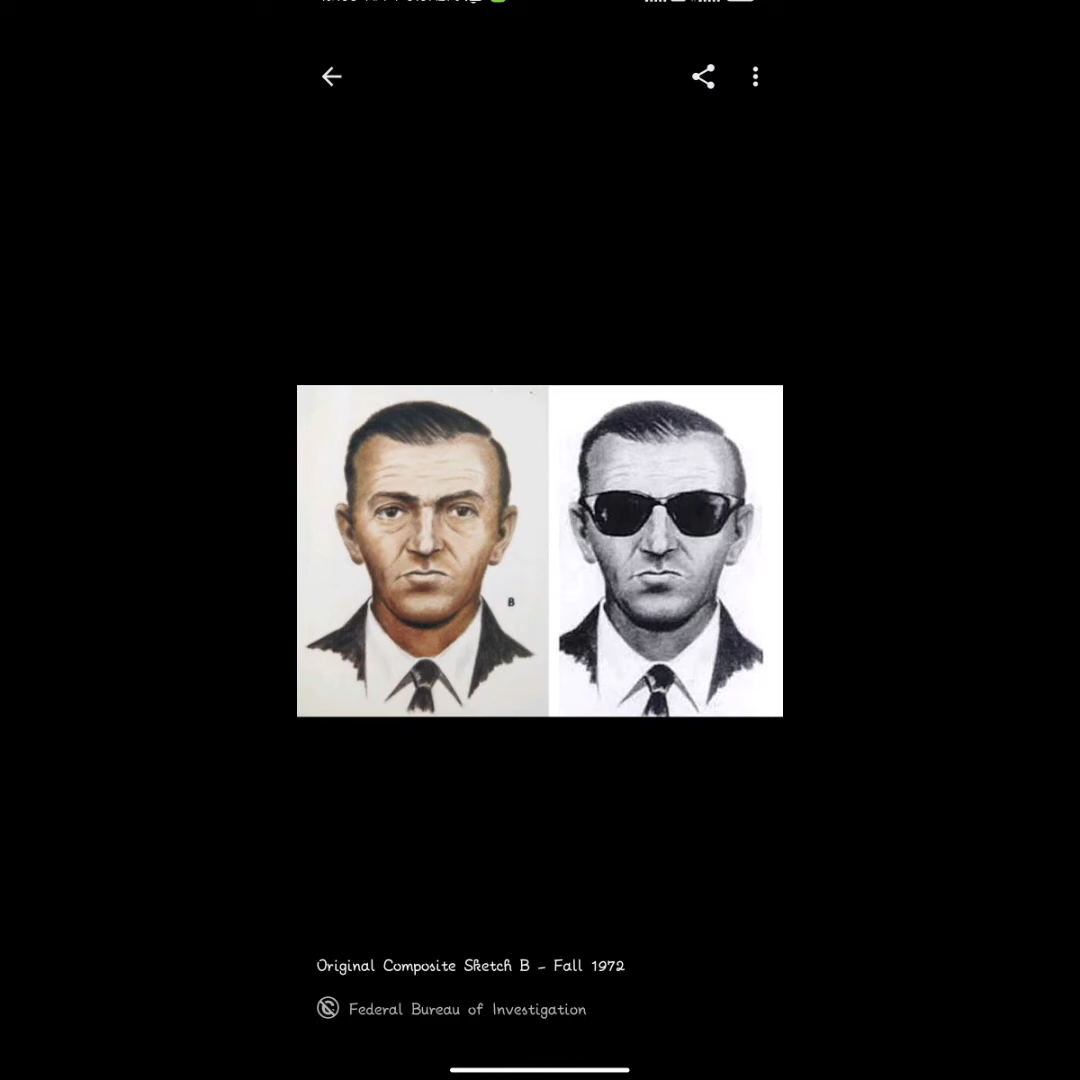 B
Original Composite Sketch B – Fall 1972
Federal Bureau of Investigation